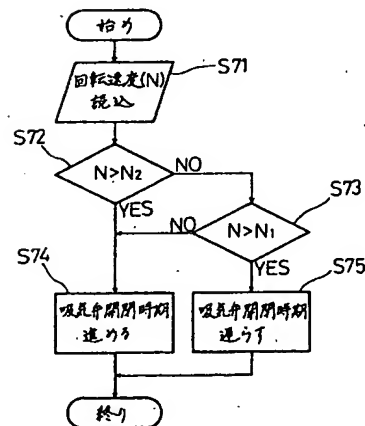 始め
S71
回転速度(N)
読込
S72
N>N₂
NO
S73
YES
NO
N>N₁
YES
S74
S75
吸気弁開閉時期
進める
吸気弁開閉時期
遅らす
終り